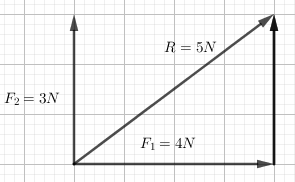 R = 5N
F₂ = 3N
F₁ = 4N